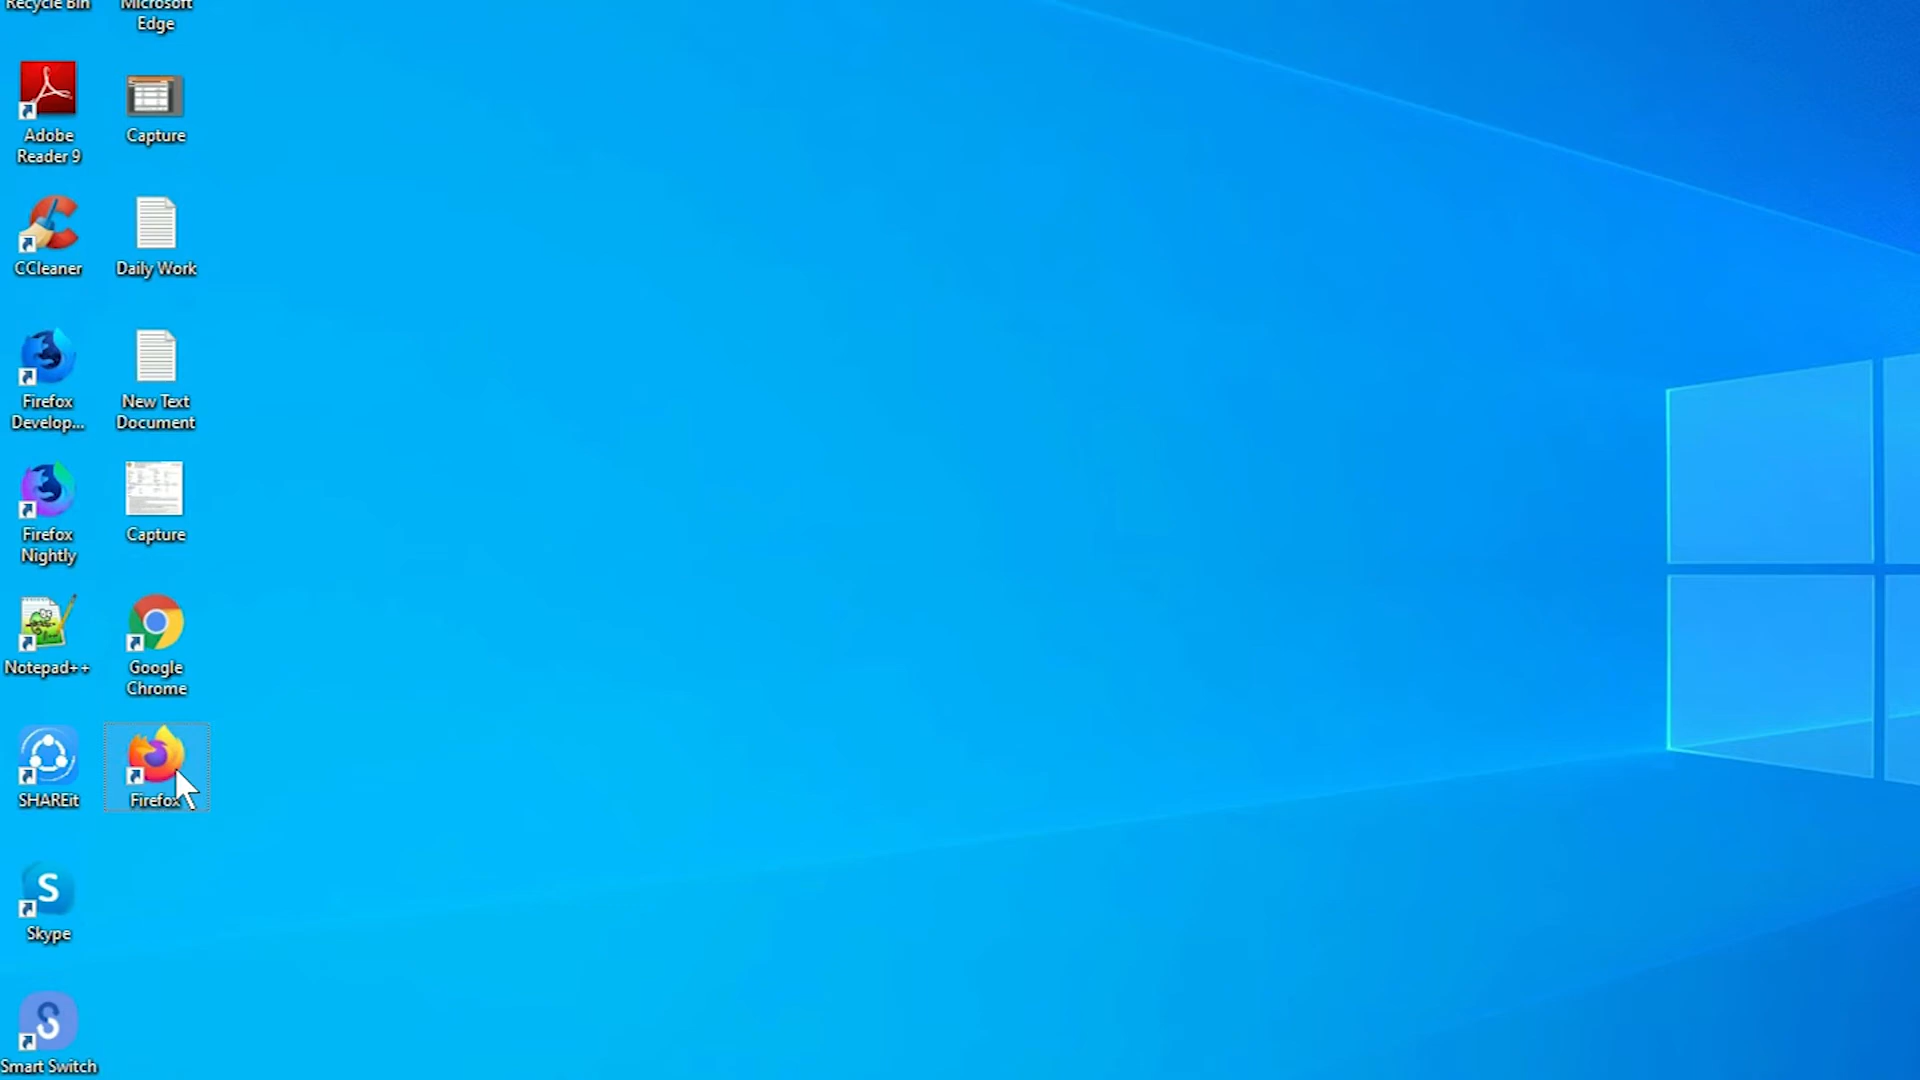 Recycle Bin
Microsoft
Edge
Adobe
Reader 9
Capture
CCleaner
Daily Work
Firefox
Develop...
New Text
Document
Firefox
Nightly
Capture
Notepad++
Google
Chrome
SHAREit
Firefox
Skype
Smart Switch